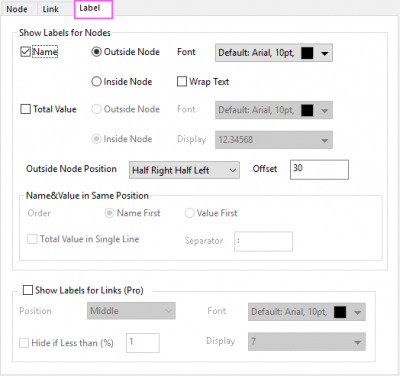 Node Link Label
Show Labels for Nodes
Name Outside Node Font Default: Arial, 10pt,
Inside Node Wrap Text
Total Value Outside Node Font Default: Arial, 10pt,
Inside Node Display 12.34568
Outside Node Position Half Right Half Left Offset 30
Name&Value in Same Position
Order Name First Value First
Total Value in Single Line Separator :
Show Labels for Links (Pro)
Position Middle Font Default: Arial, 10pt,
Hide if Less than (%) 1 Display 7